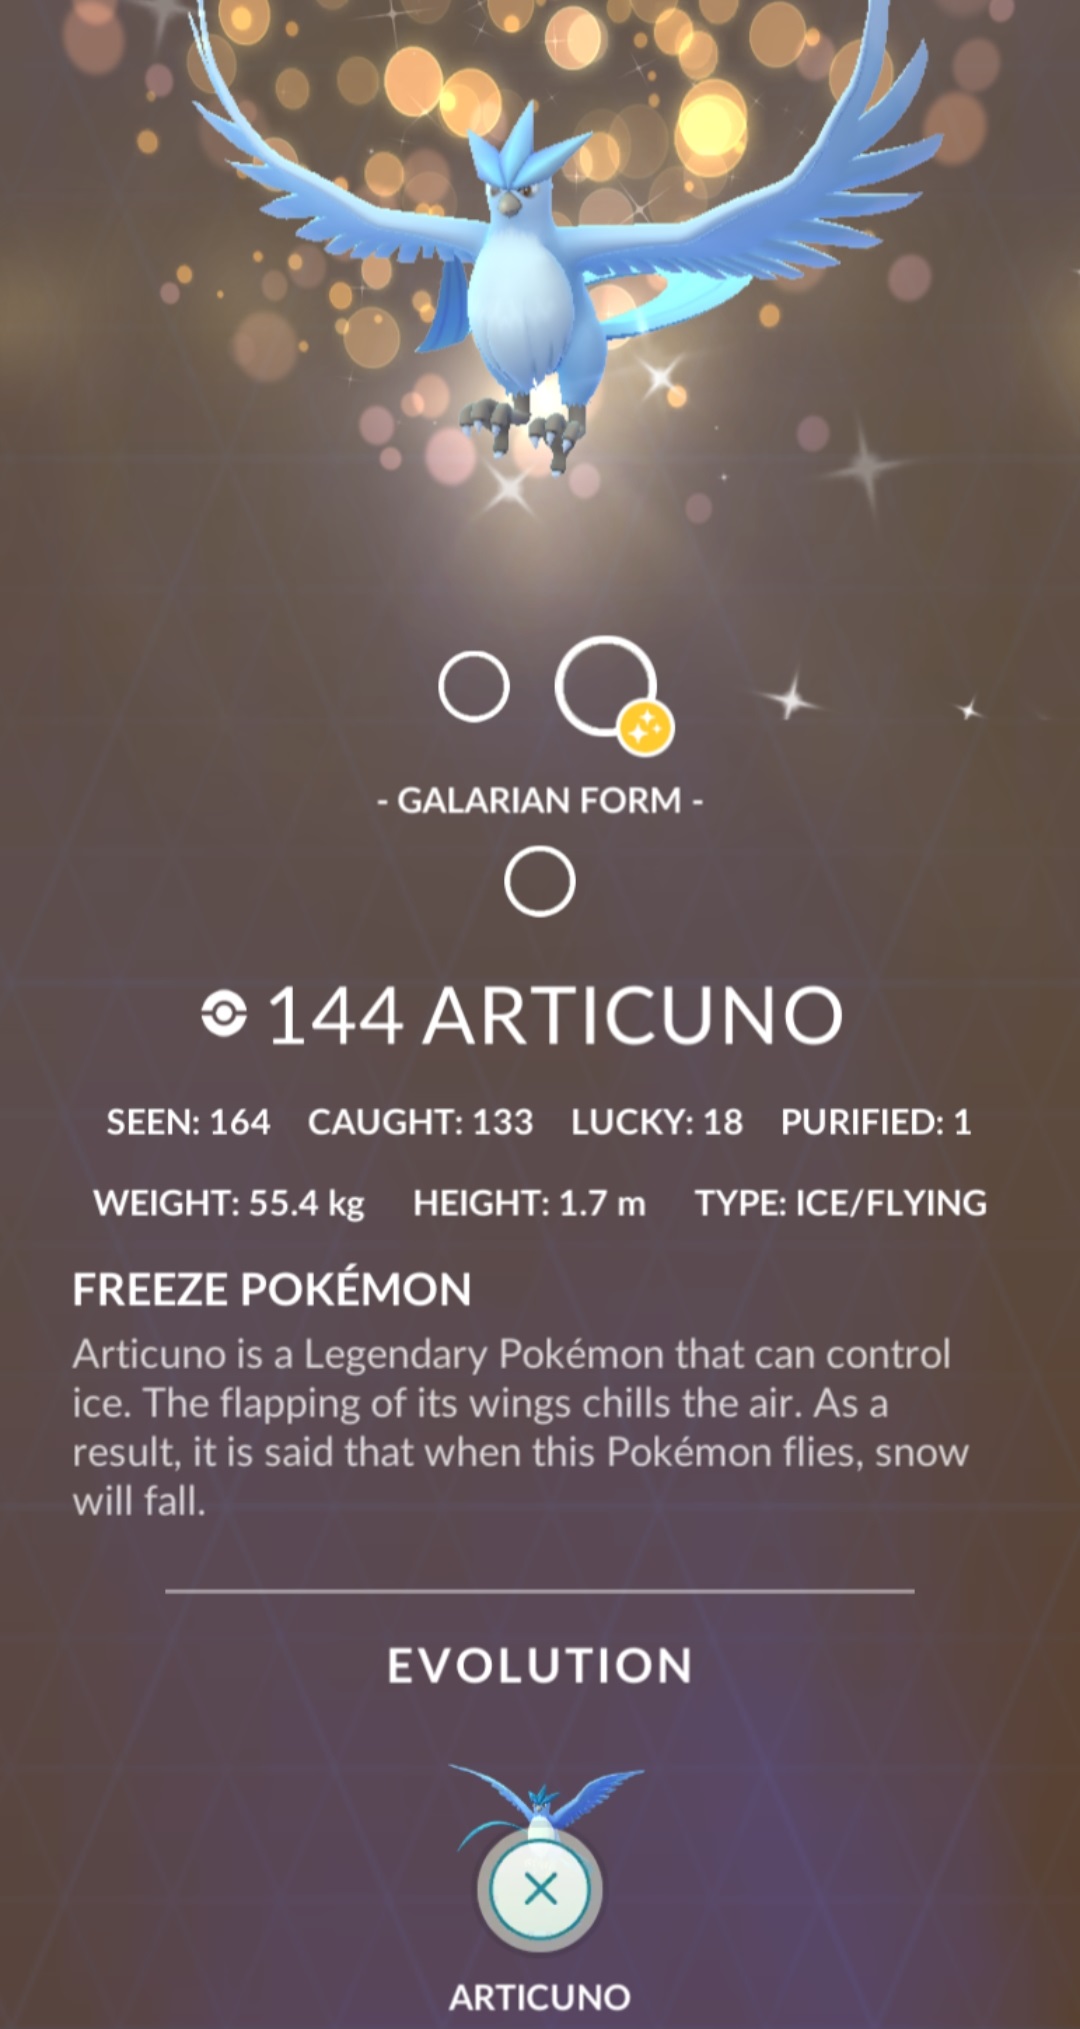 - GALARIAN FORM -
144 ARTICUNO
SEEN: 164 CAUGHT: 133 LUCKY: 18 PURIFIED: 1
WEIGHT: 55.4 kg HEIGHT: 1.7 m TYPE: ICE/FLYING
FREEZE POKÉMON
Articuno is a Legendary Pokémon that can control
ice. The flapping of its wings chills the air. As a
result, it is said that when this Pokémon flies, snow
will fall.
EVOLUTION
ARTICUNO